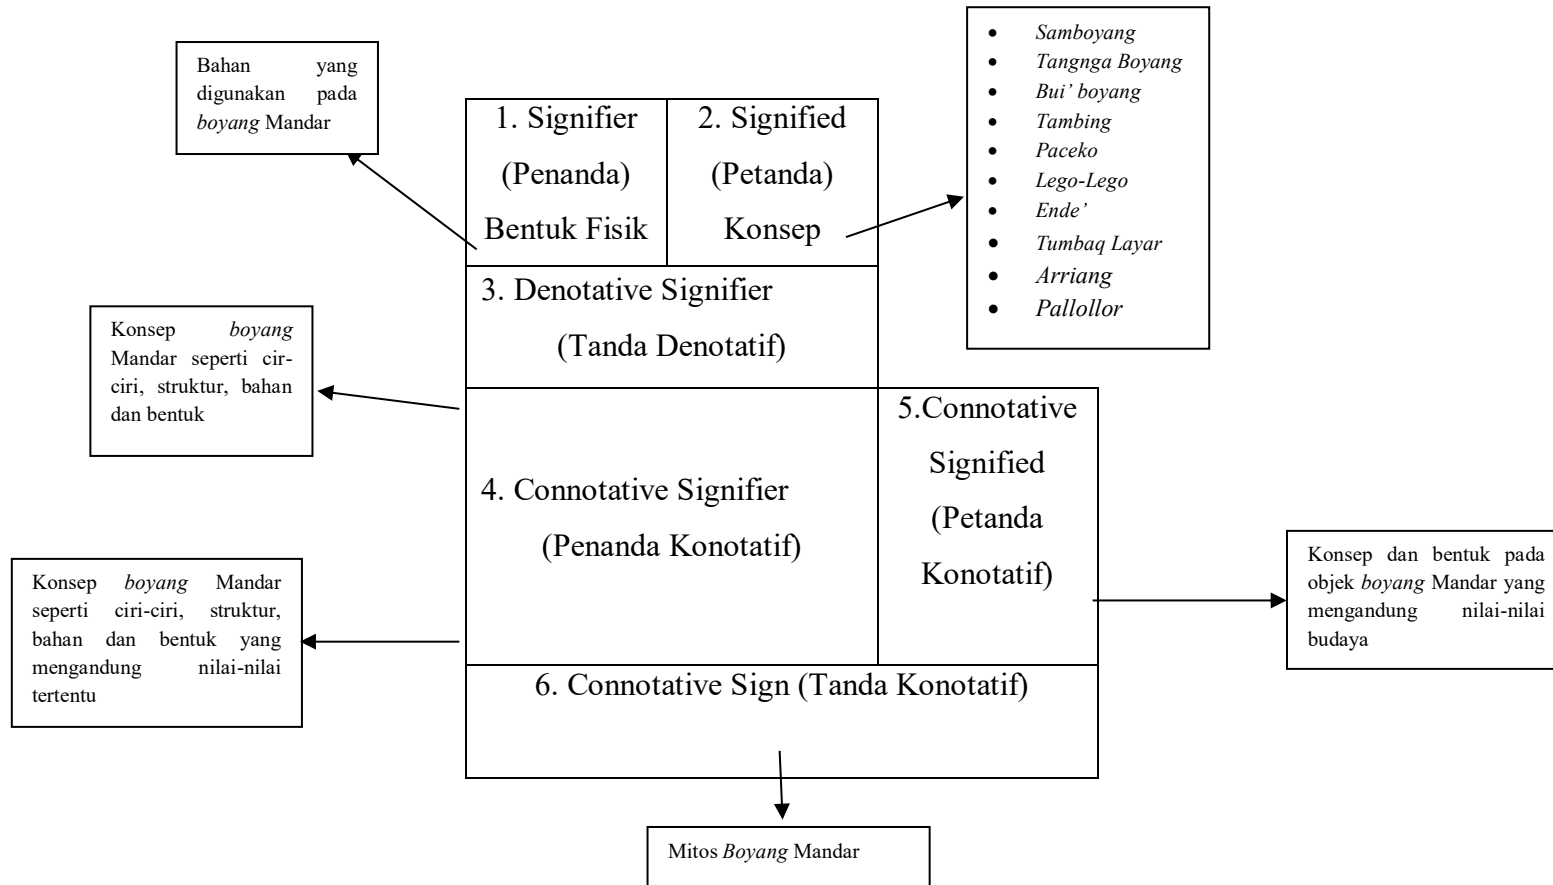 Bahan yang
digunakan pada
boyang Mandar
1. Signifier
(Penanda)
Bentuk Fisik
2. Signified
(Petanda)
Konsep
• Samboyang
• Tangnga Boyang
• Bui’ boyang
• Tambing
• Paceko
• Lego-Lego
• Ende’
• Tumbaq Layar
• Arriang
• Pallollor
3. Denotative Signifier
(Tanda Denotatif)
Konsep boyang
Mandar seperti cir-
ciri, struktur, bahan
dan bentuk
4. Connotative Signifier
(Penanda Konotatif)
5.Connotative
Signified
(Petanda
Konotatif)
Konsep boyang Mandar
seperti ciri-ciri, struktur,
bahan dan bentuk yang
mengandung nilai-nilai
tertentu
Konsep dan bentuk pada
objek boyang Mandar yang
mengandung nilai-nilai
budaya
6. Connotative Sign (Tanda Konotatif)
Mitos Boyang Mandar